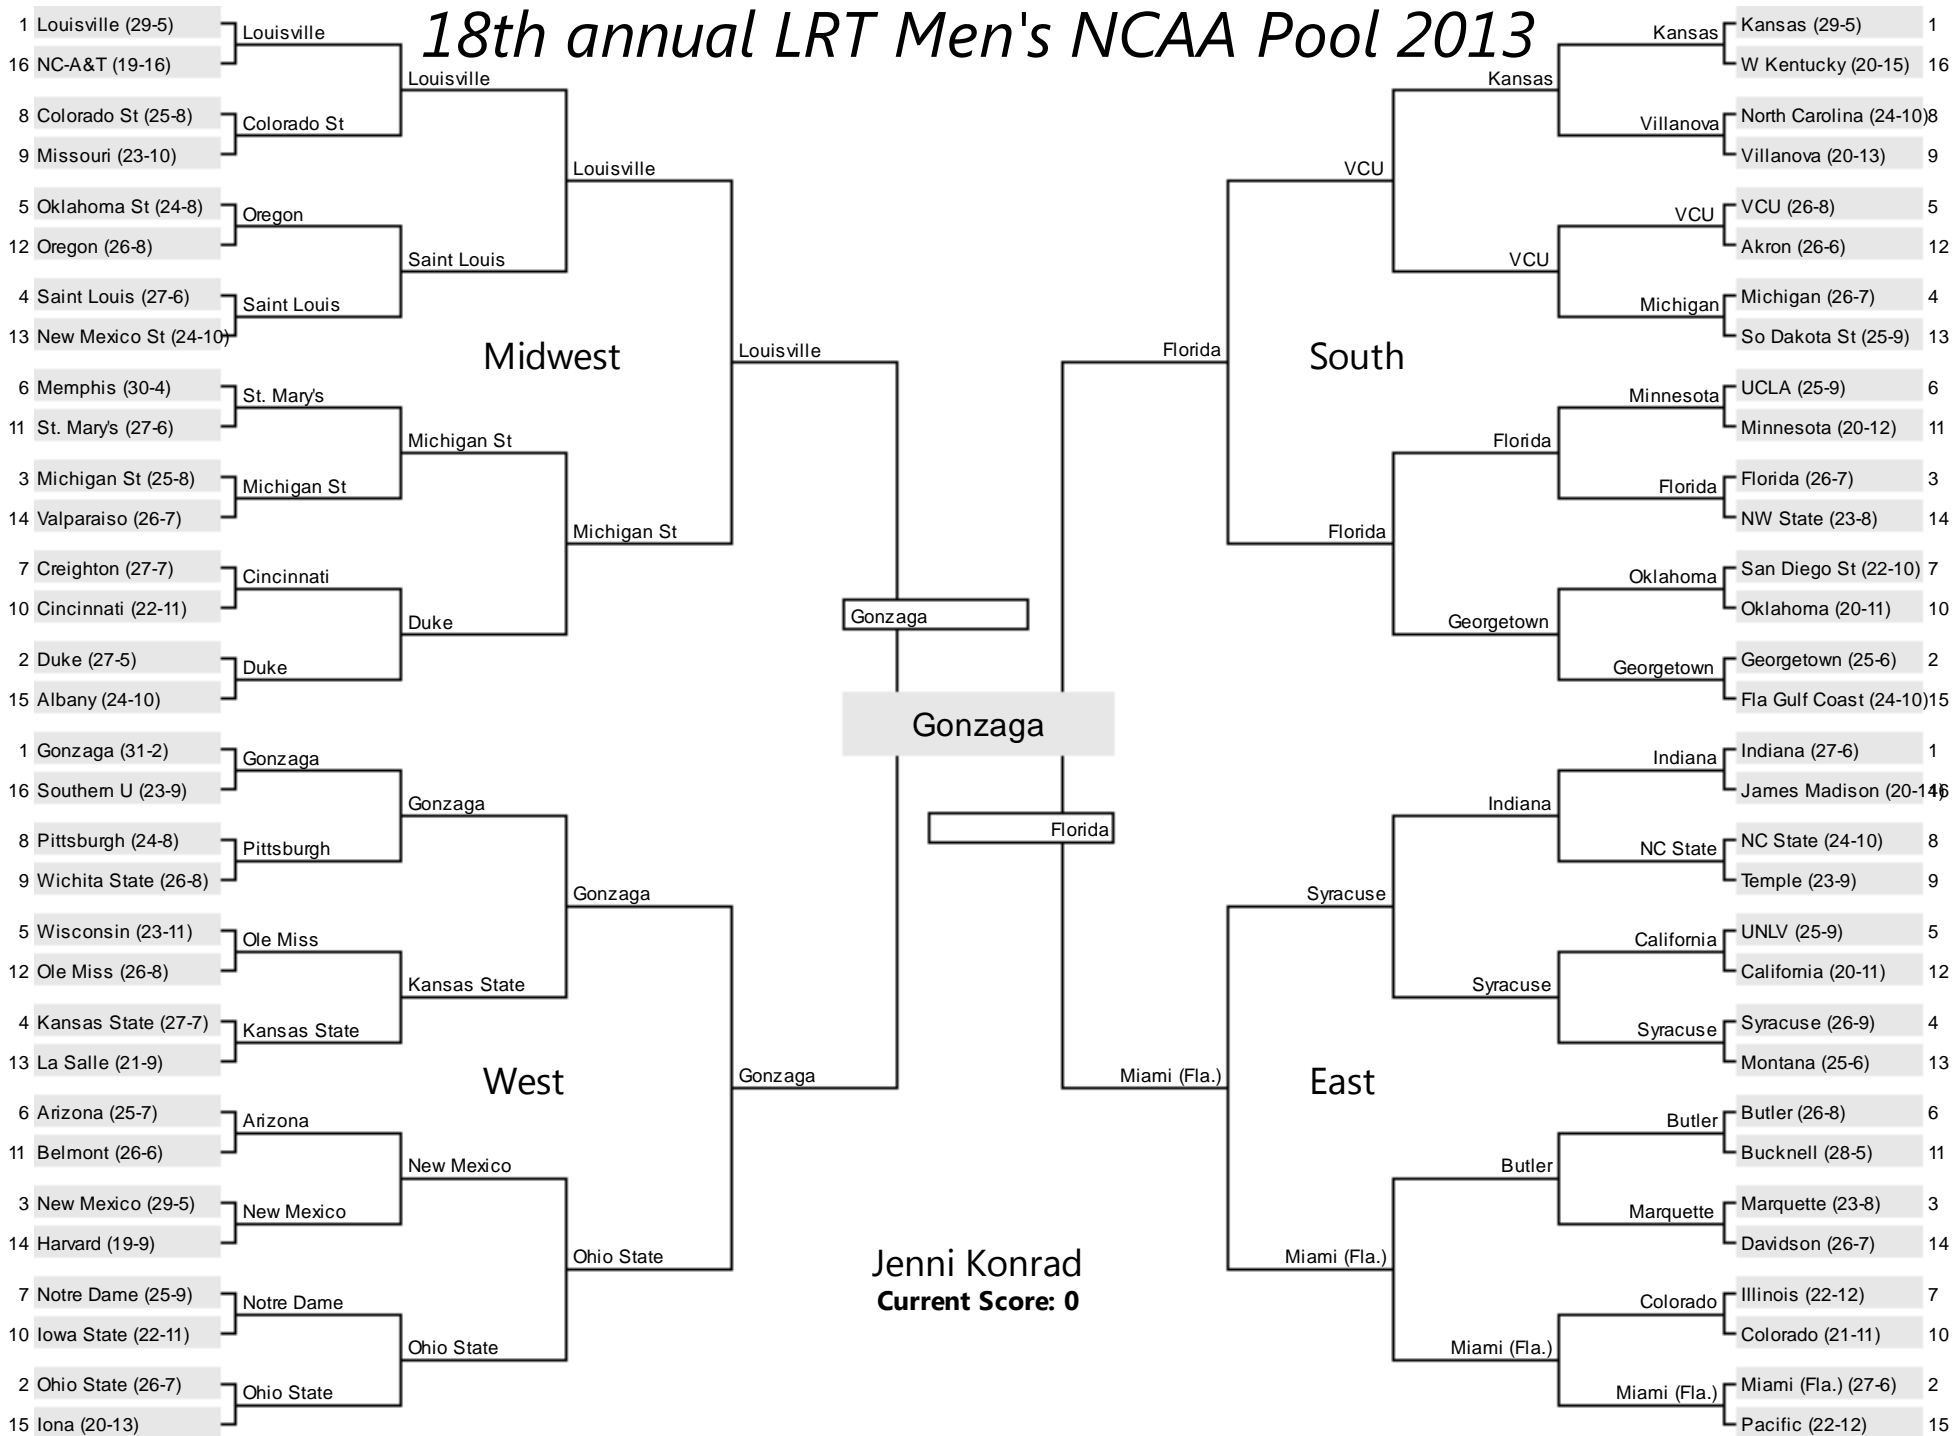 18th annual LRT Men's NCAA Pool 2013
1 Louisville (29-5)
16 NC-A&T (19-16)
8 Colorado St (25-8)
9 Missouri (23-10)
5 Oklahoma St (24-8)
12 Oregon (26-8)
4 Saint Louis (27-6)
13 New Mexico St (24-10)
6 Memphis (30-4)
11 St. Mary's (27-6)
3 Michigan St (25-8)
14 Valparaiso (26-7)
7 Creighton (27-7)
10 Cincinnati (22-11)
2 Duke (27-5)
15 Albany (24-10)
Louisville
Colorado St
Oregon
Saint Louis
St. Mary's
Michigan St
Cincinnati
Duke
Louisville
Saint Louis
Michigan St
Duke
Louisville
Michigan St
Louisville
Midwest
1 Gonzaga (31-2)
16 Southern U (23-9)
8 Pittsburgh (24-8)
9 Wichita State (26-8)
5 Wisconsin (23-11)
12 Ole Miss (26-8)
4 Kansas State (27-7)
13 La Salle (21-9)
6 Arizona (25-7)
11 Belmont (26-6)
3 New Mexico (29-5)
14 Harvard (19-9)
7 Notre Dame (25-9)
10 Iowa State (22-11)
2 Ohio State (26-7)
15 Iona (20-13)
Gonzaga
Pittsburgh
Ole Miss
Kansas State
Arizona
New Mexico
Notre Dame
Ohio State
Gonzaga
Kansas State
New Mexico
Ohio State
Gonzaga
Ohio State
Gonzaga
West
Gonzaga
Gonzaga
Florida
Jenni Konrad
Current Score: 0
Kansas (29-5) 1
W Kentucky (20-15) 16
North Carolina (24-10) 8
Villanova (20-13) 9
VCU (26-8) 5
Akron (26-6) 12
Michigan (26-7) 4
So Dakota St (25-9) 13
UCLA (25-9) 6
Minnesota (20-12) 11
Florida (26-7) 3
NW State (23-8) 14
San Diego St (22-10) 7
Oklahoma (20-11) 10
Georgetown (25-6) 2
Fla Gulf Coast (24-10) 15
Kansas
Villanova
VCU
Michigan
Minnesota
Florida
Oklahoma
Georgetown
Kansas
VCU
Florida
Georgetown
VCU
Florida
Florida
South
Indiana (27-6) 1
James Madison (20-14) 16
NC State (24-10) 8
Temple (23-9) 9
UNLV (25-9) 5
California (20-11) 12
Syracuse (26-9) 4
Montana (25-6) 13
Butler (26-8) 6
Bucknell (28-5) 11
Marquette (23-8) 3
Davidson (26-7) 14
Illinois (22-12) 7
Colorado (21-11) 10
Miami (Fla.) (27-6) 2
Pacific (22-12) 15
Indiana
NC State
California
Syracuse
Butler
Marquette
Colorado
Miami (Fla.)
Indiana
Syracuse
Butler
Miami (Fla.)
Syracuse
Miami (Fla.)
Miami (Fla.)
East